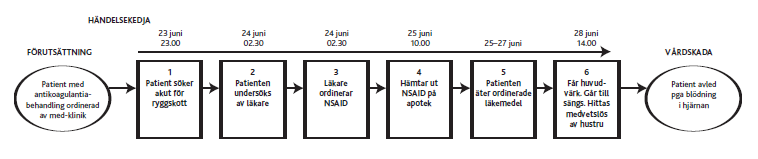 HÄNDELSEKEDJA
23 juni
23.00
24 juni
02.30
24 juni
02.30
25 juni
10.00
25–27 juni
28 juni
14.00
FÖRUTSÄTTNING
VÅRDSKADA
Patient med
antikoagulantia-
behandling ordinerad
av med-klinik
1
Patient söker
akut för
ryggskott
2
Patienten
undersöks
av läkare
3
Läkare
ordinerar
NSAID
4
Hämtar ut
NSAID på
apotek
5
Patienten
äter ordinerade
läkemedel
6
Får huvud-
värk. Går till
sängs. Hittas
medvetslös
av hustru
Patient avled
pga blödning
i hjärnan